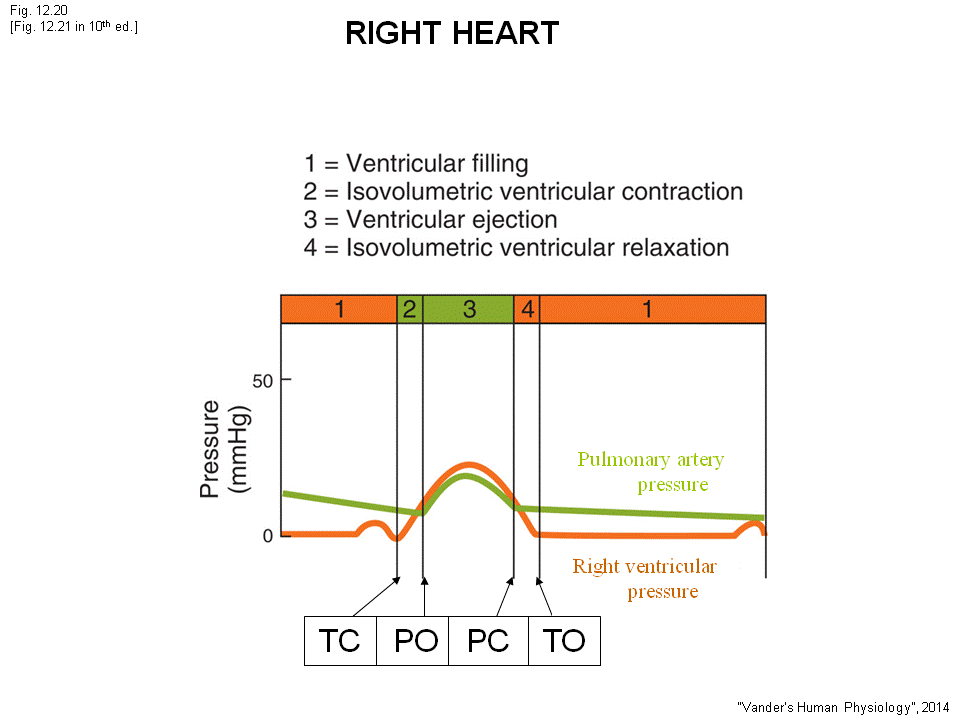 Fig. 12.20
[Fig. 12.21 in 10th ed.]
RIGHT HEART
1 = Ventricular filling
2 = Isovolumetric ventricular contraction
3 = Ventricular ejection
4 = Isovolumetric ventricular relaxation
1 2 3 4 1
50
Pressure
(mmHg)
Pulmonary artery
pressure
0
Right ventricular
pressure
TC PO PC TO
"Vander's Human Physiology", 2014